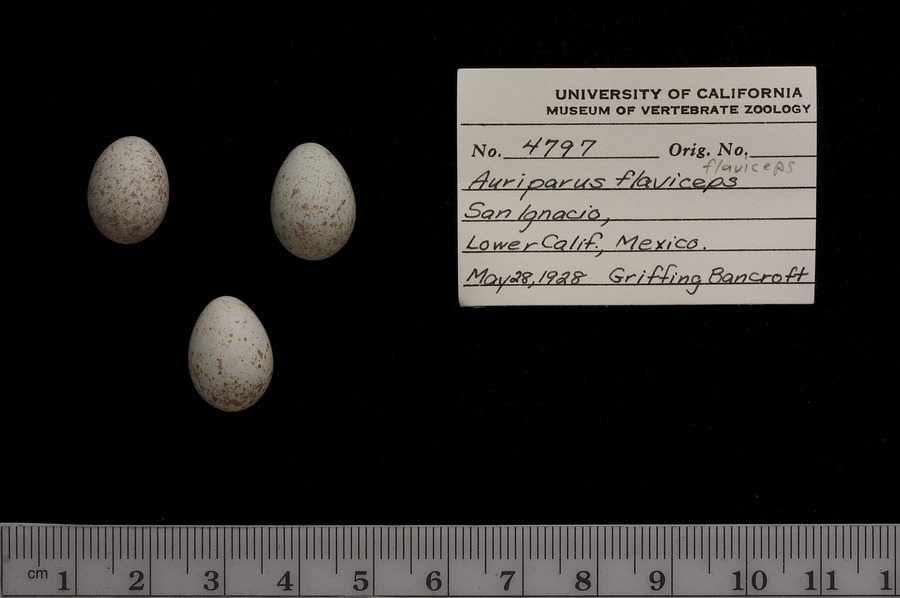 UNIVERSITY OF CALIFORNIA
MUSEUM OF VERTEBRATE ZOOLOGY
No. 4797 Orig. No.
flaviceps
Auriparus flaviceps
San Ignacio,
Lower Calif., Mexico.
May 28, 1928 Griffing Bancroft
cm 1 2 3 4 5 6 7 8 9 10 11 1